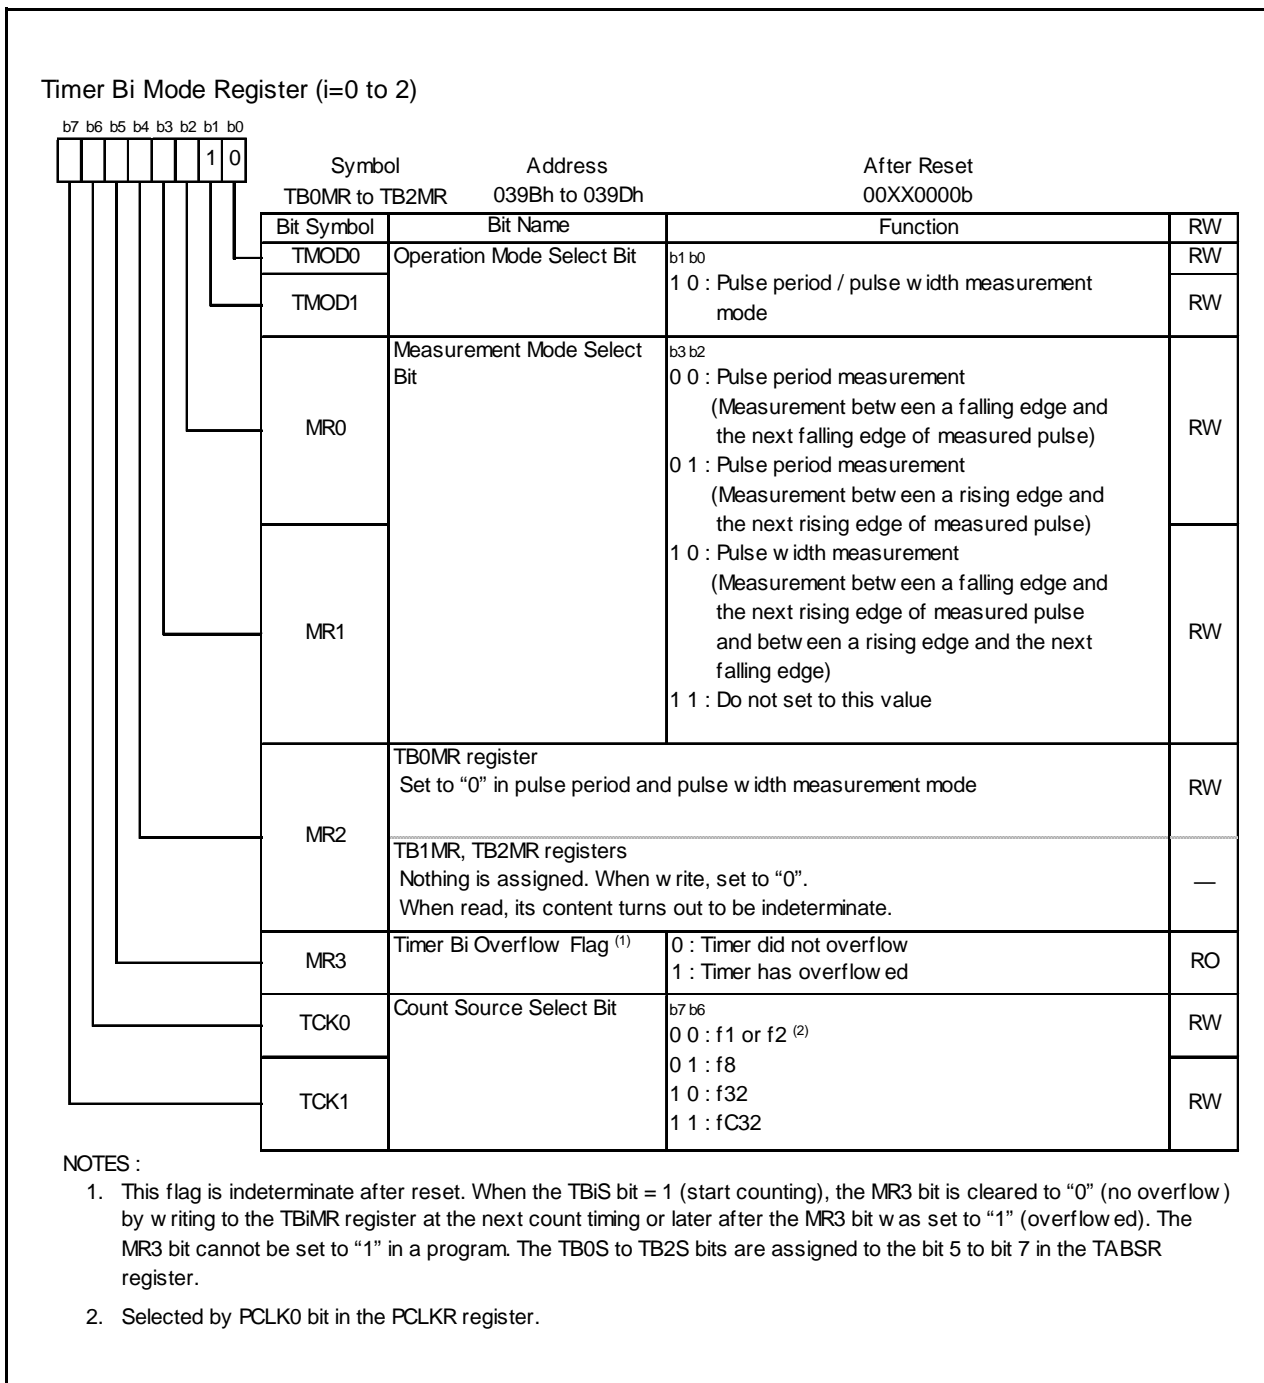 Timer Bi Mode Register (i=0 to 2)
b7 b6 b5 b4 b3 b2 b1 b0
1 0
Symbol Address After Reset
TB0MR to TB2MR 039Bh to 039Dh 00XX0000b
Bit Symbol Bit Name Function RW
TMOD0 Operation Mode Select Bit b1 b0 RW
1 0 : Pulse period / pulse width measurement
TMOD1 mode RW
Measurement Mode Select b3 b2
Bit 0 0 : Pulse period measurement
(Measurement between a falling edge and
MR0 the next falling edge of measured pulse) RW
0 1 : Pulse period measurement
(Measurement between a rising edge and
the next rising edge of measured pulse)
1 0 : Pulse width measurement
(Measurement between a falling edge and
the next rising edge of measured pulse
MR1 and between a rising edge and the next RW
falling edge)
1 1 : Do not set to this value
TB0MR register
Set to “0” in pulse period and pulse width measurement mode RW
MR2
TB1MR, TB2MR registers
Nothing is assigned. When write, set to “0”. —
When read, its content turns out to be indeterminate.
Timer Bi Overflow Flag (1) 0 : Timer did not overflow
MR3 1 : Timer has overflowed RO
Count Source Select Bit b7 b6
TCK0 0 0 : f1 or f2 (2) RW
0 1 : f8
TCK1 1 0 : f32 RW
1 1 : fC32
NOTES :
1. This flag is indeterminate after reset. When the TBiS bit = 1 (start counting), the MR3 bit is cleared to “0” (no overflow)
by writing to the TBiMR register at the next count timing or later after the MR3 bit was set to “1” (overflowed). The
MR3 bit cannot be set to “1” in a program. The TB0S to TB2S bits are assigned to the bit 5 to bit 7 in the TABSR
register.
2. Selected by PCLK0 bit in the PCLKR register.